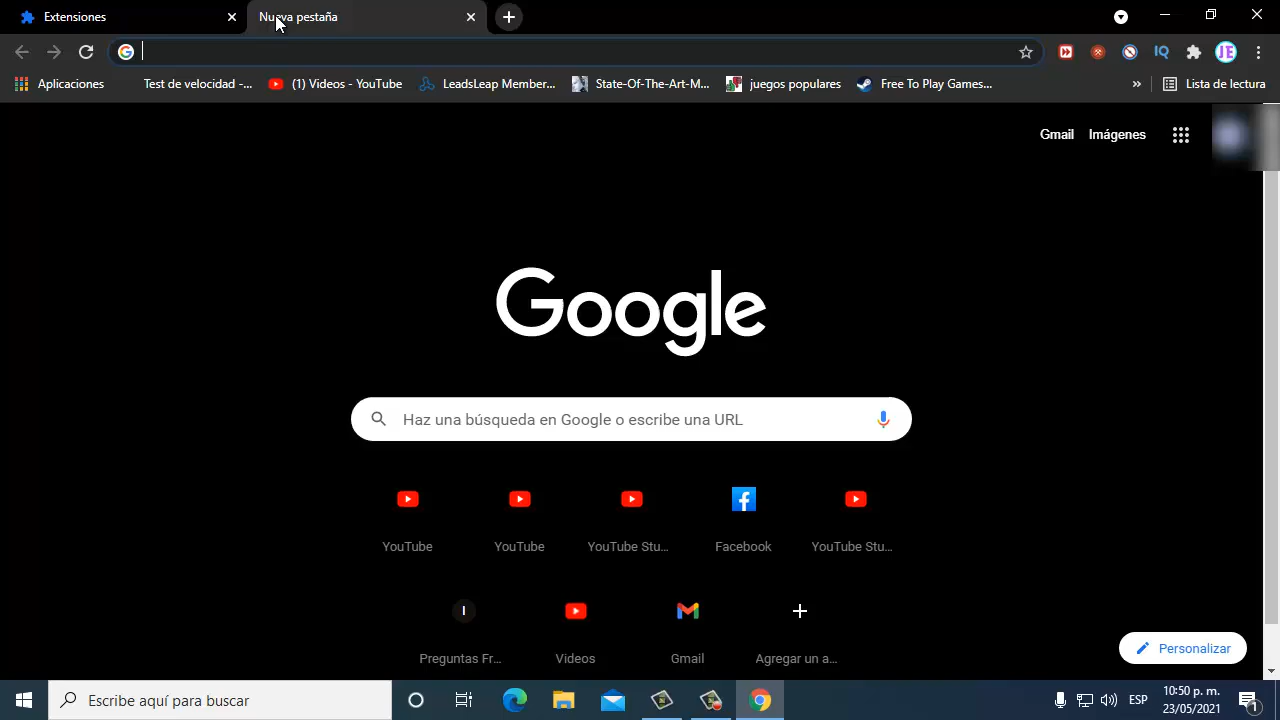 Extensiones
Nueva pestaña
Aplicaciones
Test de velocidad -...
(1) Videos - YouTube
LeadsLeap Member...
State-Of-The-Art-M...
juegos populares
Free To Play Games...
»
Lista de lectura
IQ
JE
Gmail
Imágenes
Google
Haz una búsqueda en Google o escribe una URL
YouTube
YouTube
YouTube Stu...
Facebook
YouTube Stu...
I
Preguntas Fr...
Videos
Gmail
Agregar un a...
Personalizar
Escribe aquí para buscar
ESP
10:50 p. m.
23/05/2021
1